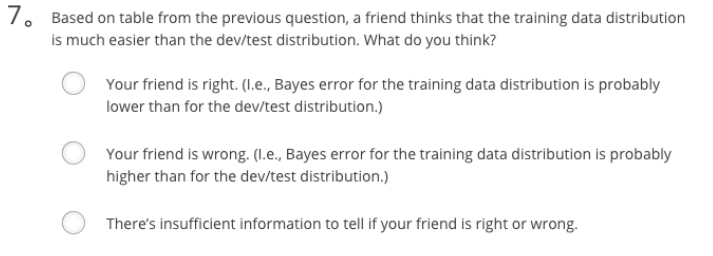 7. Based on table from the previous question, a friend thinks that the training data distribution
is much easier than the dev/test distribution. What do you think?
Your friend is right. (I.e., Bayes error for the training data distribution is probably
lower than for the dev/test distribution.)
Your friend is wrong. (I.e., Bayes error for the training data distribution is probably
higher than for the dev/test distribution.)
There's insufficient information to tell if your friend is right or wrong.